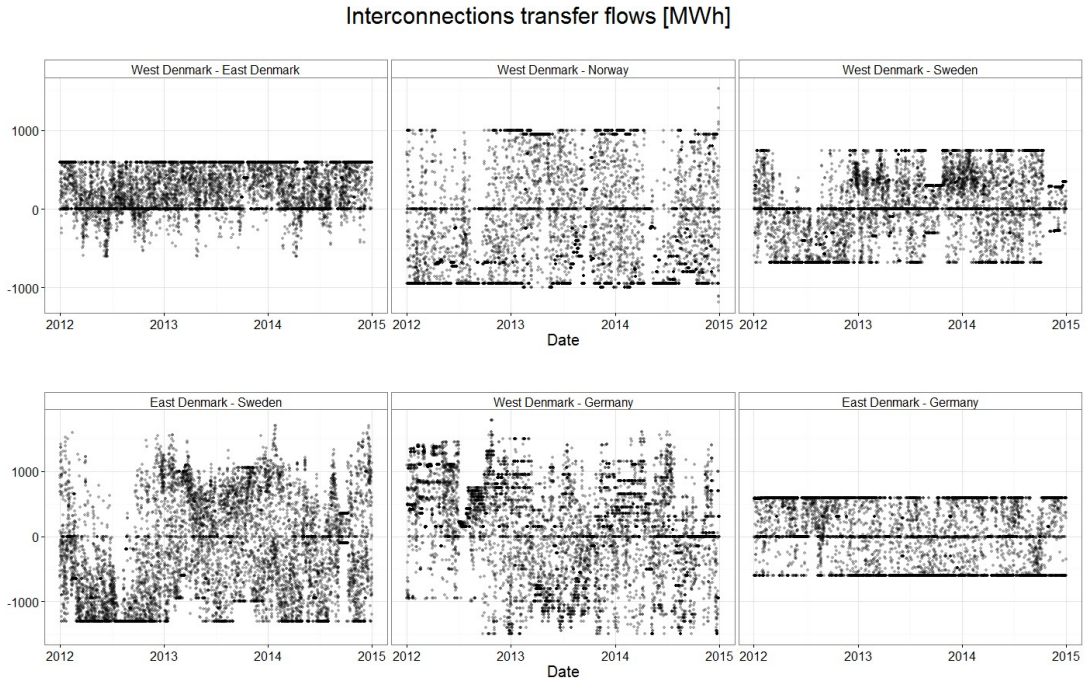 Interconnections transfer flows [MWh]
West Denmark - East Denmark
West Denmark - Norway
West Denmark - Sweden
1000
0
-1000
2012 2013 2014 2015 2012 2013 2014 2015 2012 2013 2014 2015
Date
East Denmark - Sweden
West Denmark - Germany
East Denmark - Germany
1000
0
-1000
2012 2013 2014 2015 2012 2013 2014 2015 2012 2013 2014 2015
Date